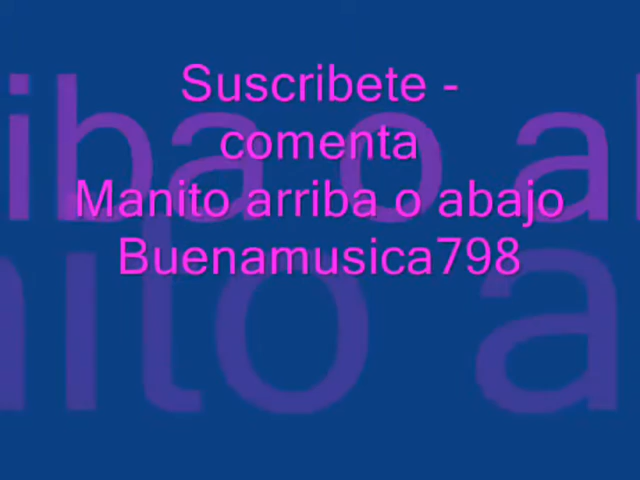 Suscribete -
comenta
Manito arriba o abajo
Buenamusica798